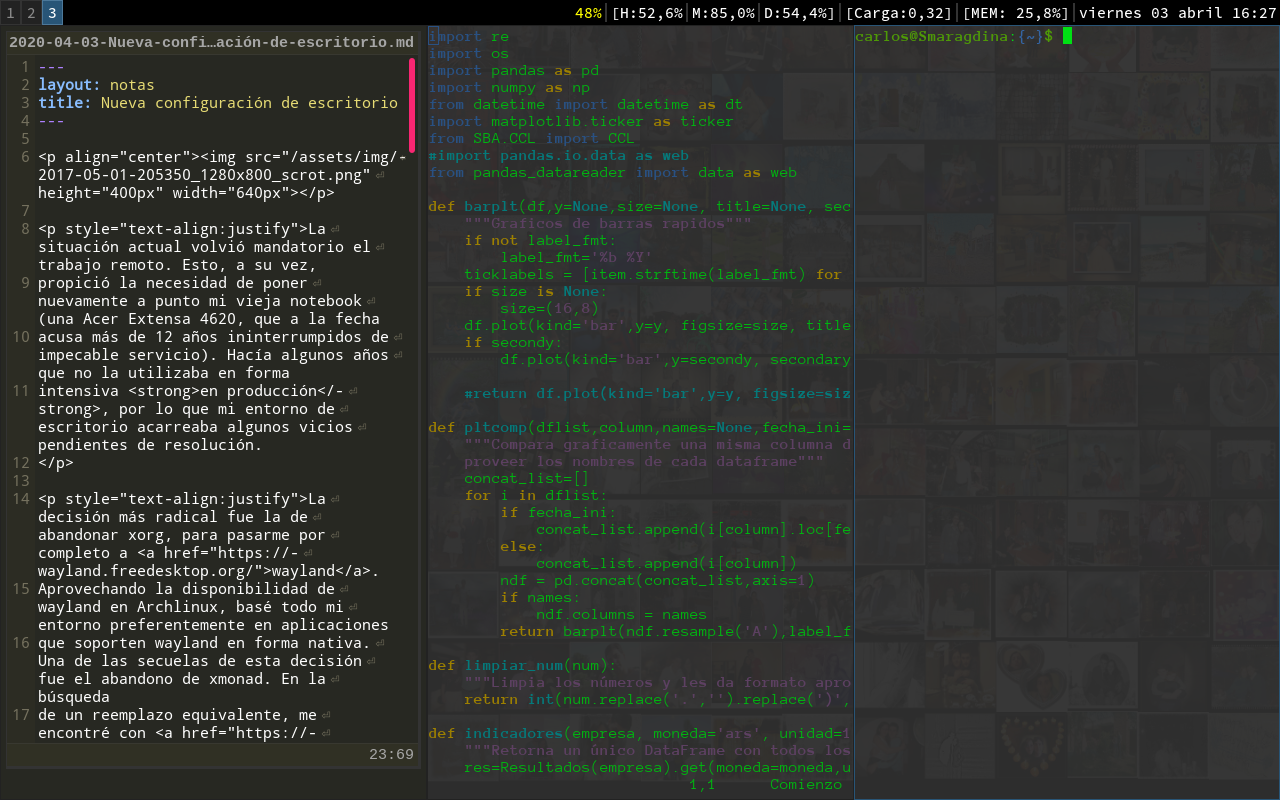 1 2 3
48%|[H:52,6%|M:85,0%|D:54,4%]|[Carga:0,32]|[MEM: 25,8%]|viernes 03 abril 16:27
2020-04-03-Nueva-confi…ación-de-escritorio.md
1 ---
2 layout: notas
3 title: Nueva configuración de escritorio
4 ---
5
6 <p align="center"><img src="/assets/img/-
2017-05-01-205350_1280x800_scrot.png"
height="400px" width="640px"></p>
7
8 <p style="text-align:justify">La
situación actual volvió mandatorio el
trabajo remoto. Esto, a su vez,
9 propició la necesidad de poner
nuevamente a punto mi vieja notebook
(una Acer Extensa 4620, que a la fecha
10 acusa más de 12 años ininterrumpidos de
impecable servicio). Hacía algunos años
que no la utilizaba en forma
11 intensiva <strong>en producción</-
strong>, por lo que mi entorno de
escritorio acarreaba algunos vicios
pendientes de resolución.
12 </p>
13
14 <p style="text-align:justify">La
decisión más radical fue la de
abandonar xorg, para pasarme por
completo a <a href="https://-
wayland.freedesktop.org/">wayland</a>.
15 Aprovechando la disponibilidad de
wayland en Archlinux, basé todo mi
entorno preferentemente en aplicaciones
16 que soporten wayland en forma nativa.
Una de las secuelas de esta decisión
fue el abandono de xmonad. En la
búsqueda
17 de un reemplazo equivalente, me
encontré con <a href="https://-
23:69
import re
import os
import pandas as pd
import numpy as np
from datetime import datetime as dt
import matplotlib.ticker as ticker
from SBA.CCL import CCL
#import pandas.io.data as web
from pandas_datareader import data as web

def barplt(df,y=None,size=None, title=None, sec
    """Graficos de barras rapidos"""
    if not label_fmt:
        label_fmt='%b %Y'
    ticklabels = [item.strftime(label_fmt) for
    if size is None:
        size=(16,8)
    df.plot(kind='bar',y=y, figsize=size, title
    if secondy:
        df.plot(kind='bar',y=secondy, secondary

    #return df.plot(kind='bar',y=y, figsize=siz

def pltcomp(dflist,column,names=None,fecha_ini=
    """Compara graficamente una misma columna d
    proveer los nombres de cada dataframe"""
    concat_list=[]
    for i in dflist:
        if fecha_ini:
            concat_list.append(i[column].loc[fe
        else:
            concat_list.append(i[column])
        ndf = pd.concat(concat_list,axis=1)
        if names:
            ndf.columns = names
        return barplt(ndf.resample('A'),label_f

def limpiar_num(num):
    """Limpia los números y les da formato apro
    return int(num.replace('.','').replace(')',

def indicadores(empresa, moneda='ars', unidad=1
    """Retorna un único DataFrame con todos los
    res=Resultados(empresa).get(moneda=moneda,u
1,1 Comienzo
carlos@Smaragdina:{~}$